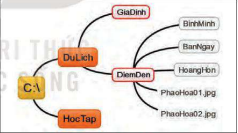 GiaDinh
BinhMinh
DuLich
BanNgay
C:\
DiemDen
HoangHon
HocTap
PhaoHoa01.jpg
PhaoHoa02.jpg